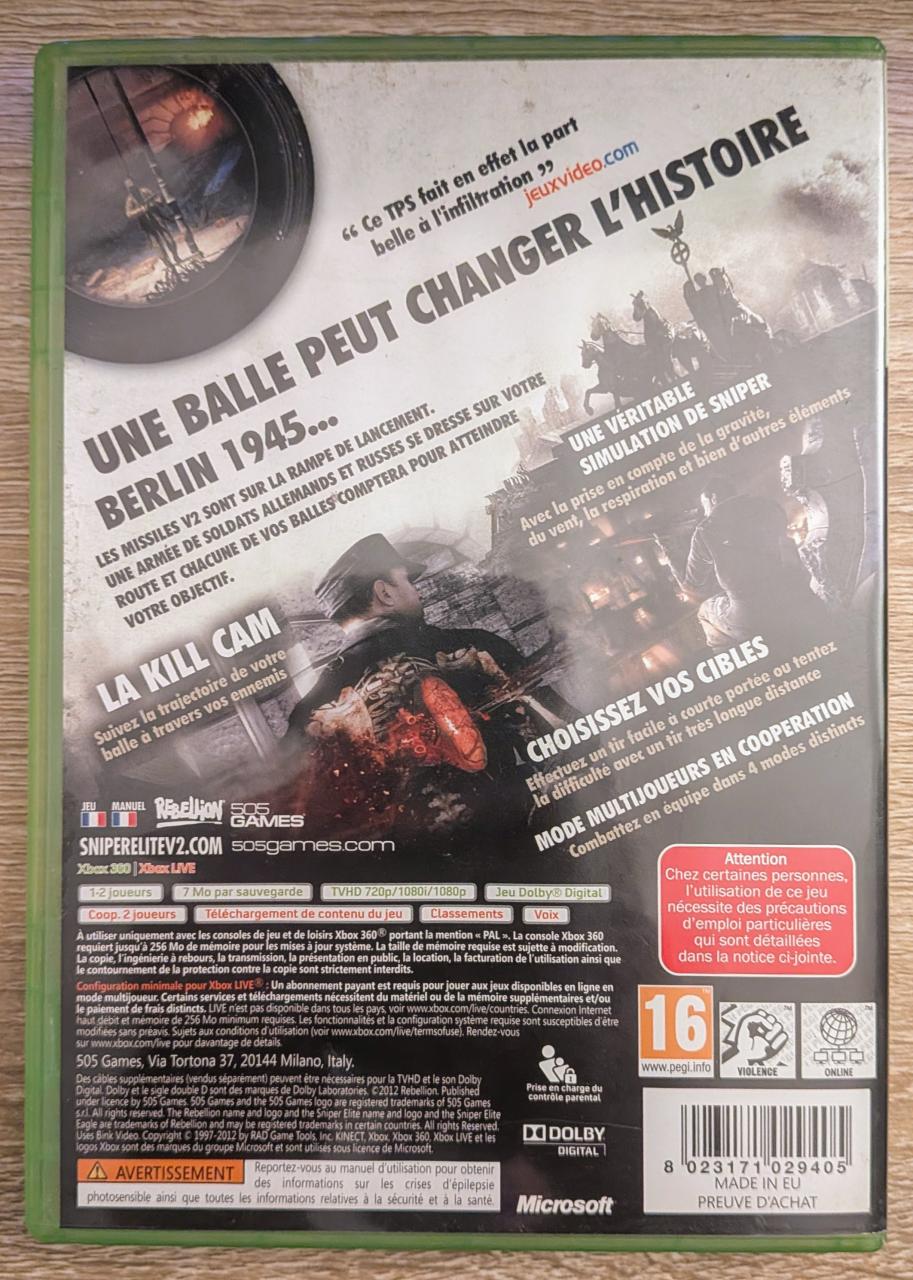 “ Ce TPS fait en effet la part
belle à l'infiltration ”
jeuxvideo.com
UNE BALLE PEUT CHANGER L'HISTOIRE
BERLIN 1945...
LES MISSILES V2 SONT SUR LA RAMPE DE LANCEMENT.
UNE ARMÉE DE SOLDATS ALLEMANDS ET RUSSES SE DRESSE SUR VOTRE
ROUTE ET CHACUNE DE VOS BALLES COMPTERA POUR ATTEINDRE
VOTRE OBJECTIF.
UNE VÉRITABLE
SIMULATION DE SNIPER
Avec la prise en compte de la gravité,
du vent, la respiration et bien d'autres éléments
LA KILL CAM
Suivez la trajectoire de votre
balle à travers vos ennemis
CHOISISSEZ VOS CIBLES
Effectuez un tir facile à courte portée ou tentez
la difficulté avec un tir très longue distance
MODE MULTIJOUEURS EN COOPERATION
Combattez en équipe dans 4 modes distincts
JEU MANUEL REBELLION 505 GAMES
SNIPERELITEV2.COM 505games.com
Xbox 360 | Xbox LIVE
1-2 joueurs 7 Mo par sauvegarde TVHD 720p/1080i/1080p Jeu Dolby® Digital
Coop. 2 joueurs Téléchargement de contenu du jeu Classements Voix
À utiliser uniquement avec les consoles de jeu et de loisirs Xbox 360® portant la mention « PAL ». La console Xbox 360
requiert jusqu'à 256 Mo de mémoire pour les mises à jour système. La taille de mémoire requise est sujette à modification.
La copie, l'ingénierie à rebours, la transmission, la présentation en public, la location, la facturation de l'utilisation ainsi que
le contournement de la protection contre la copie sont strictement interdits.
Configuration minimale pour Xbox LIVE® : Un abonnement payant est requis pour jouer aux jeux disponibles en ligne en
mode multijoueur. Certains services et téléchargements nécessitent du matériel ou de la mémoire supplémentaires et/ou
le paiement de frais distincts. LIVE n'est pas disponible dans tous les pays, voir www.xbox.com/live/countries. Connexion Internet
haut débit et mémoire de 256 Mo minimum requises. Les fonctionnalités et la configuration système requise sont susceptibles d'être
modifiées sans préavis. Sujets aux conditions d'utilisation (voir www.xbox.com/live/termsofuse). Rendez-vous
sur www.xbox.com/live pour davantage de détails.
505 Games, Via Tortona 37, 20144 Milano, Italy.
Des câbles supplémentaires (vendus séparément) peuvent être nécessaires pour la TVHD et le son Dolby
Digital. Dolby et le sigle double D sont des marques de Dolby Laboratories. ©2012 Rebellion. Published
under licence by 505 Games. 505 Games and the 505 Games logo are registered trademarks of 505 Games
s.r.l. All rights reserved. The Rebellion name and logo and the Sniper Elite name and logo and the Sniper Elite
Eagle are trademarks of Rebellion and may be registered trademarks in certain countries. All rights Reserved.
Uses Bink Video. Copyright © 1997-2012 by RAD Game Tools, Inc. KINECT, Xbox, Xbox 360, Xbox LIVE et les
logos Xbox sont des marques du groupe Microsoft et sont utilisés sous licence de Microsoft.
AVERTISSEMENT
Reportez-vous au manuel d'utilisation pour obtenir
des informations sur les crises d'épilepsie
photosensible ainsi que toutes les informations relatives à la sécurité et à la santé.
Prise en charge du
contrôle parental
DOLBY
DIGITAL
Microsoft
Attention
Chez certaines personnes,
l'utilisation de ce jeu
nécessite des précautions
d'emploi particulières
qui sont détaillées
dans la notice ci-jointe.
16
www.pegi.info
VIOLENCE
ONLINE
8 023171 029405
MADE IN EU
PREUVE D'ACHAT